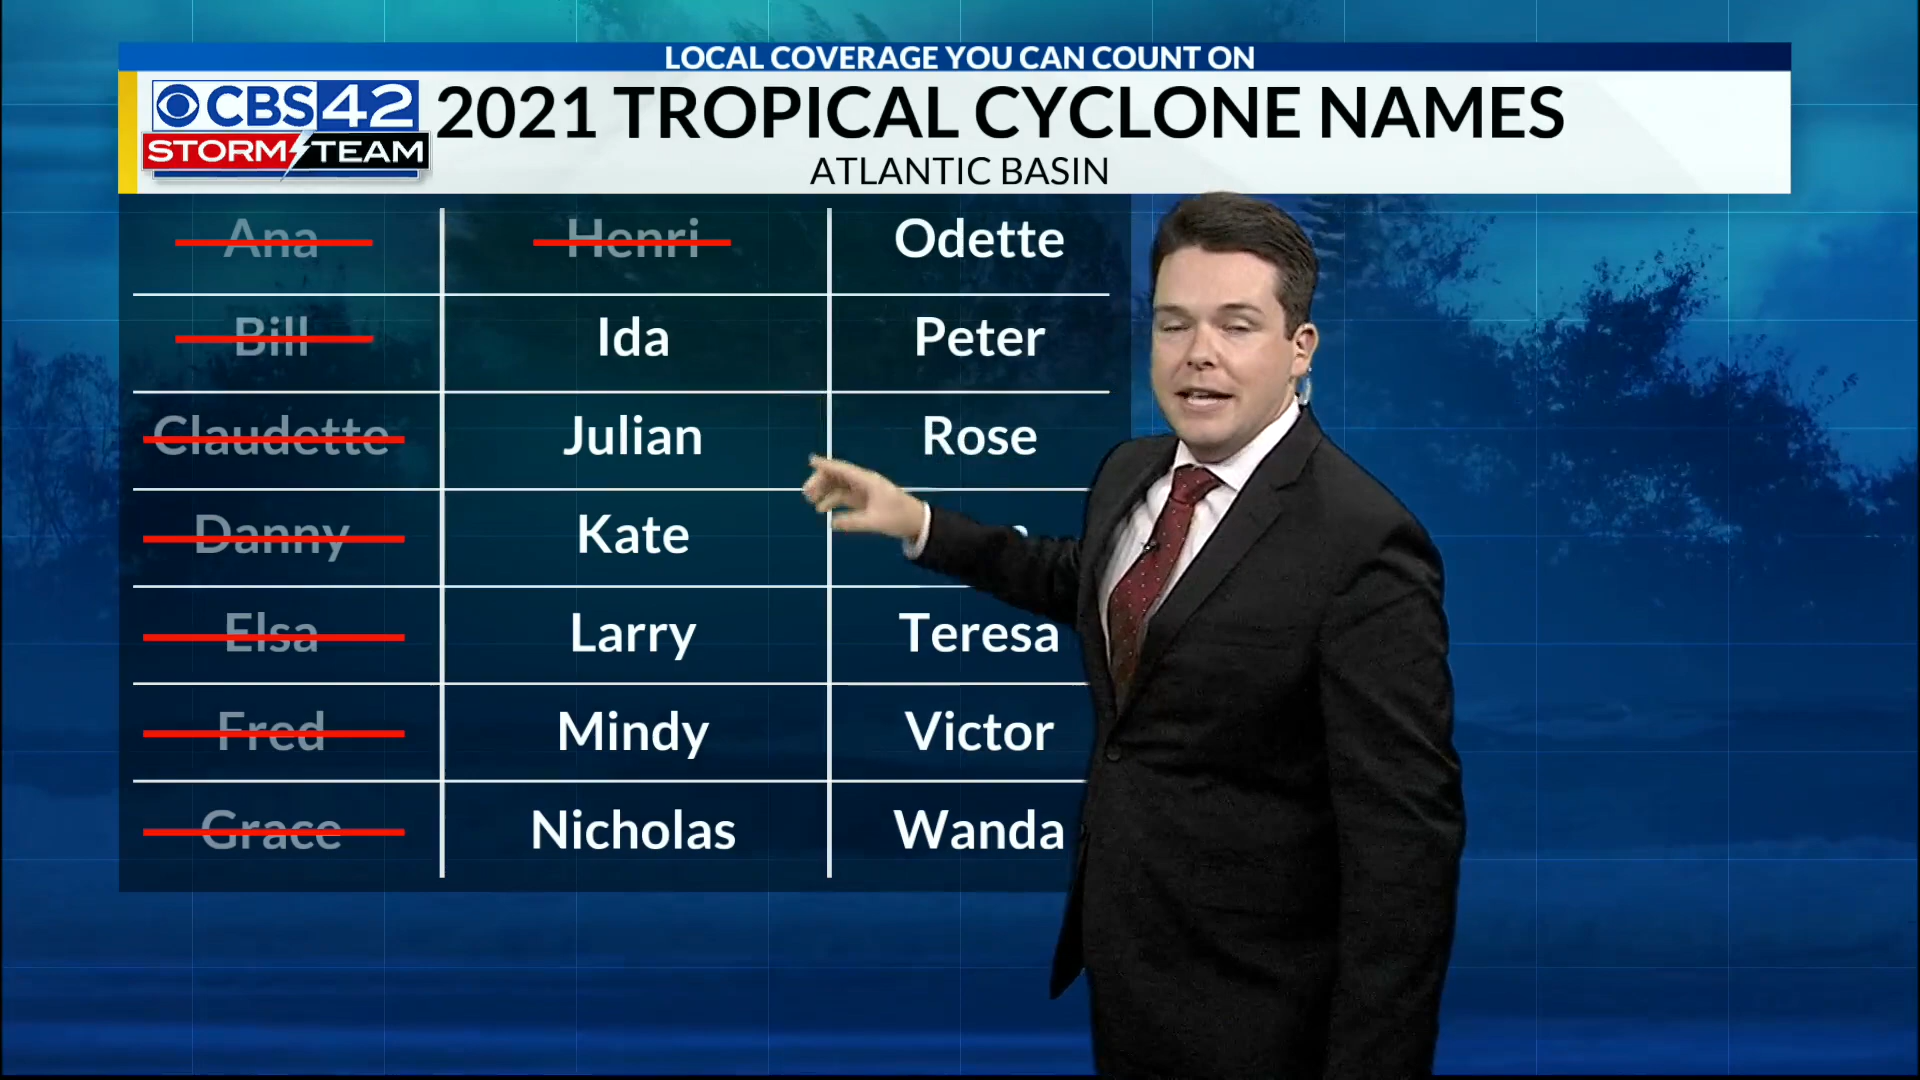 LOCAL COVERAGE YOU CAN COUNT ON
CBS 42
STORM TEAM
2021 TROPICAL CYCLONE NAMES
ATLANTIC BASIN
Ana Henri Odette
Bill Ida Peter
Claudette Julian Rose
Danny Kate
Elsa Larry Teresa
Fred Mindy Victor
Grace Nicholas Wanda